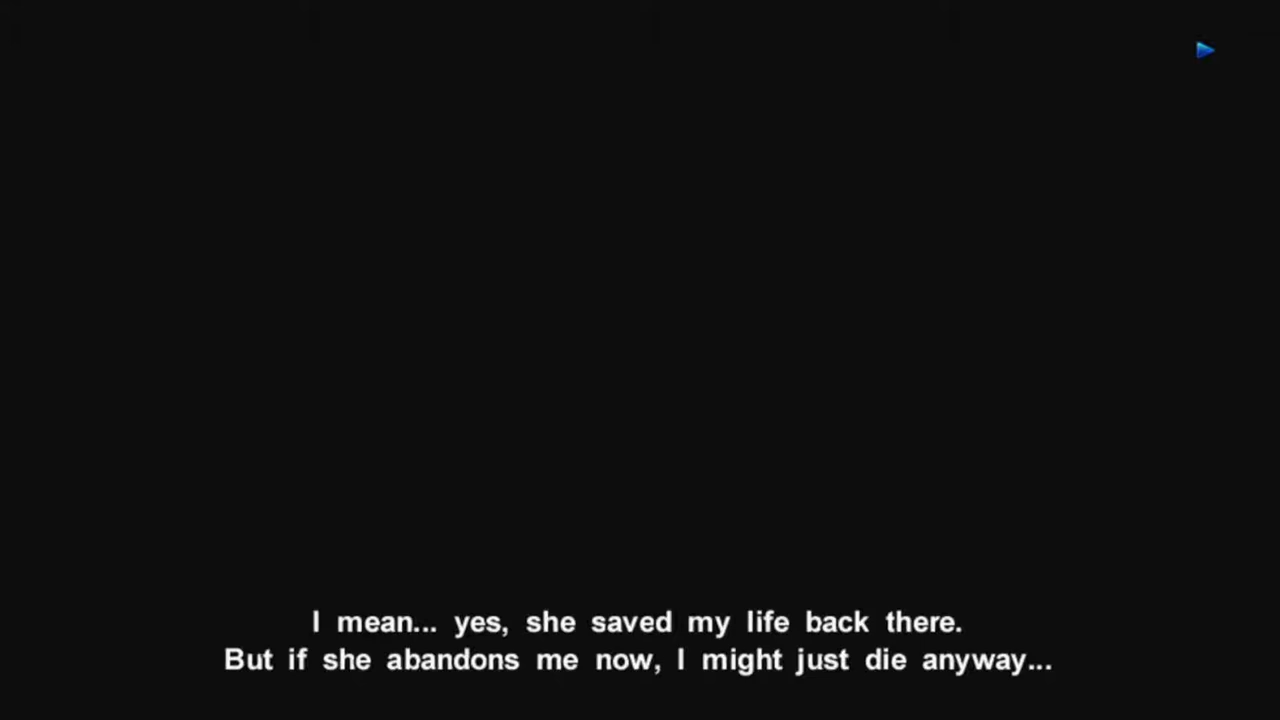 I mean... yes, she saved my life back there.
But if she abandons me now, I might just die anyway...